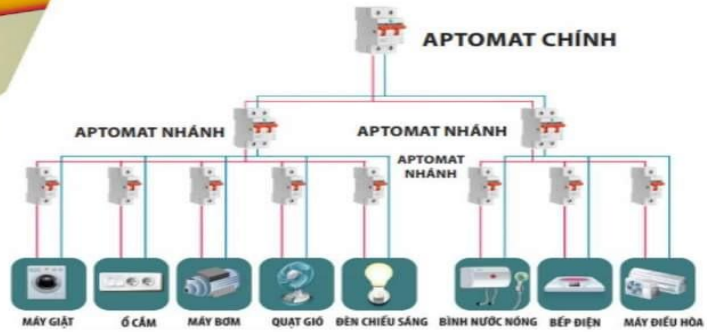 APTOMAT CHÍNH
APTOMAT NHÁNH
APTOMAT NHÁNH
APTOMAT
NHÁNH
MÁY GIẶT
Ổ CẮM
MÁY BƠM
QUẠT GIÓ
ĐÈN CHIẾU SÁNG
BÌNH NƯỚC NÓNG
BẾP ĐIỆN
MÁY ĐIỀU HÒA